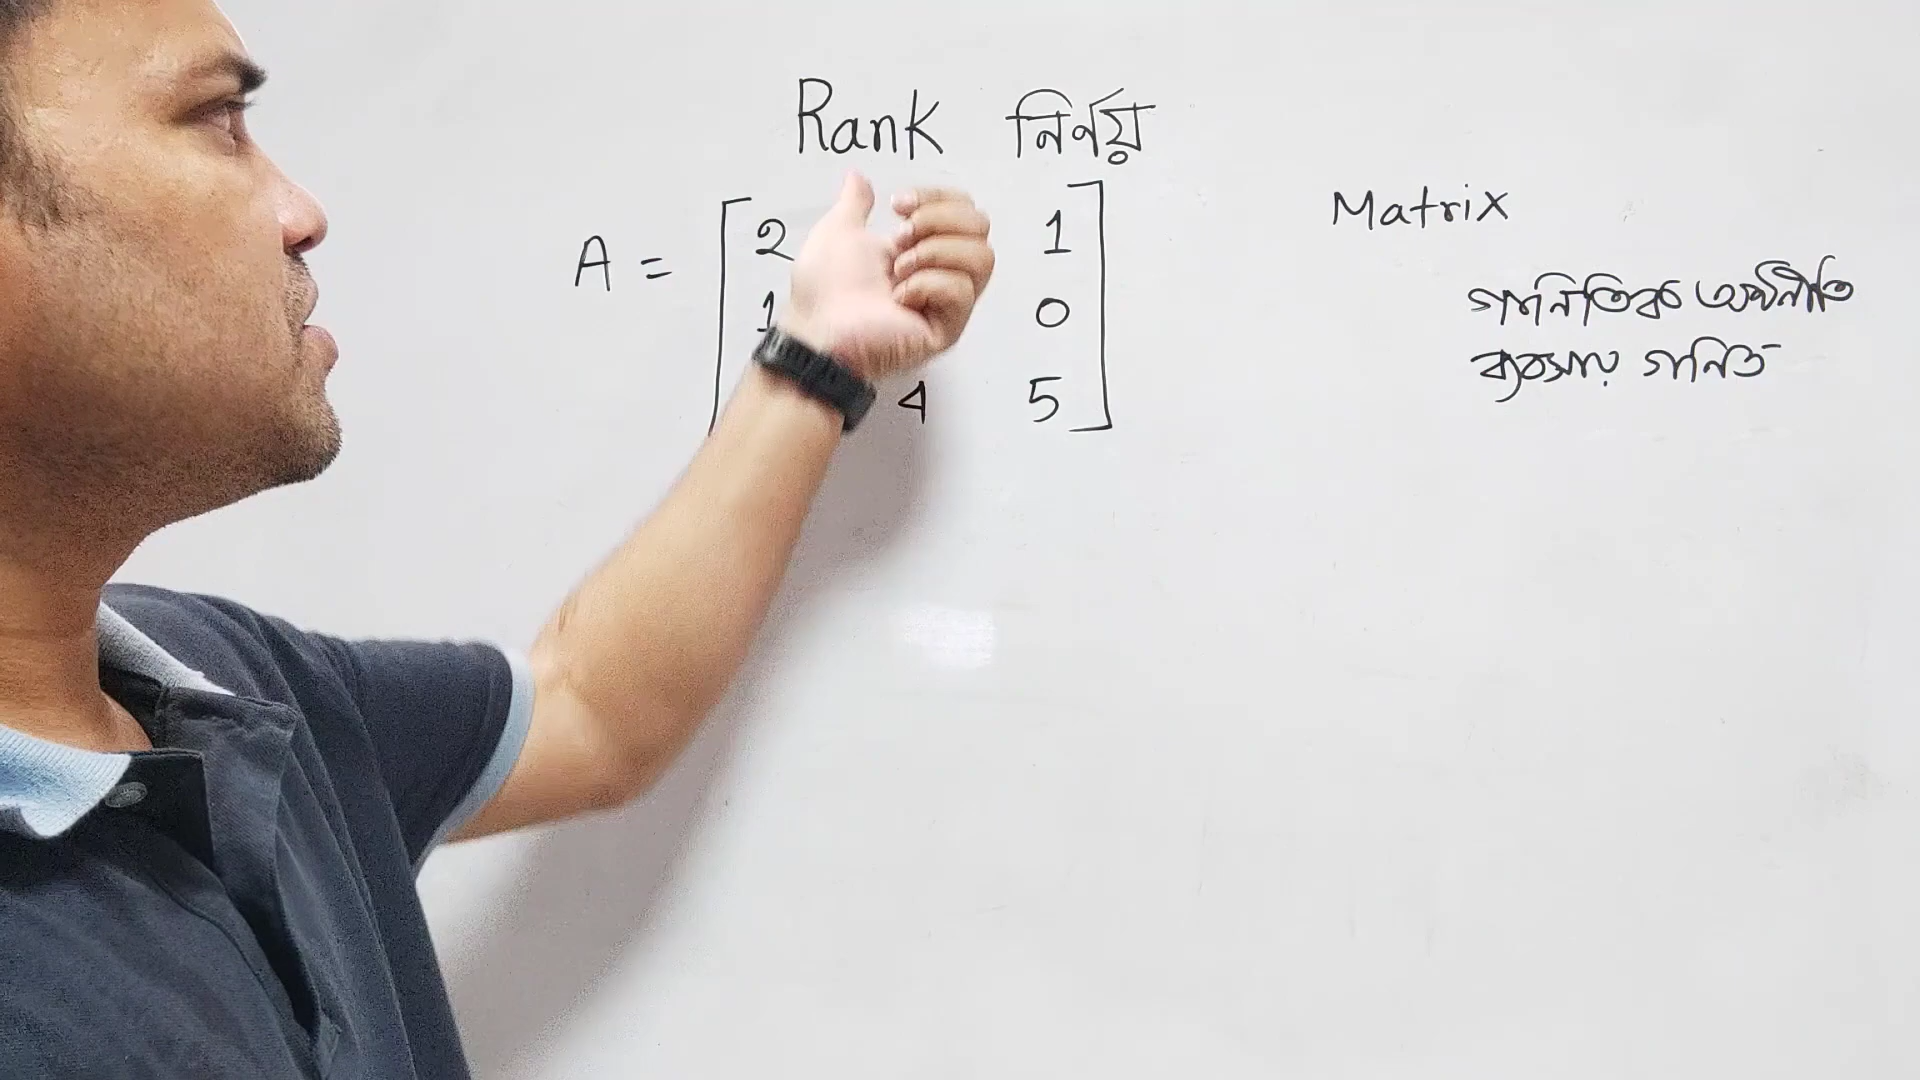 Rank নির্ণয়
A = [ 2 1 ]
1 0
4 5
Matrix
গাণিতিক অর্থনীতি
ব্যবসায় গণিত